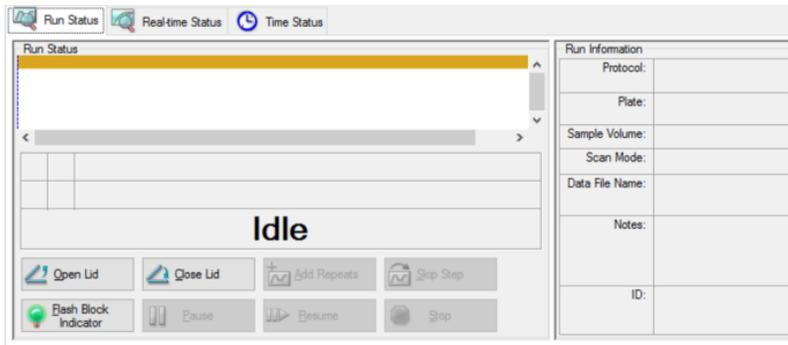 Run Status
Real-time Status
Time Status
Run Status
Idle
Open Lid
Close Lid
Add Repeats
Skip Step
Flash Block
Indicator
Pause
Resume
Stop
Run Information
Protocol:
Plate:
Sample Volume:
Scan Mode:
Data File Name:
Notes:
ID: